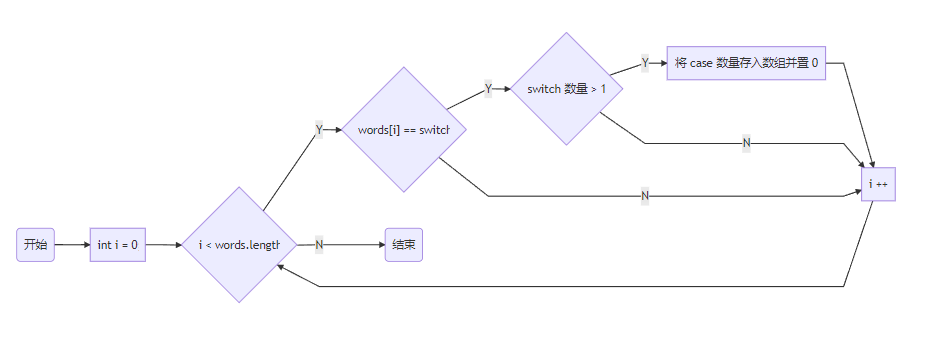 开始
int i = 0
i < words.length
Y
N
结束
words[i] == switch
Y
N
switch 数量 > 1
Y
N
将 case 数量存入数组并置 0
i ++